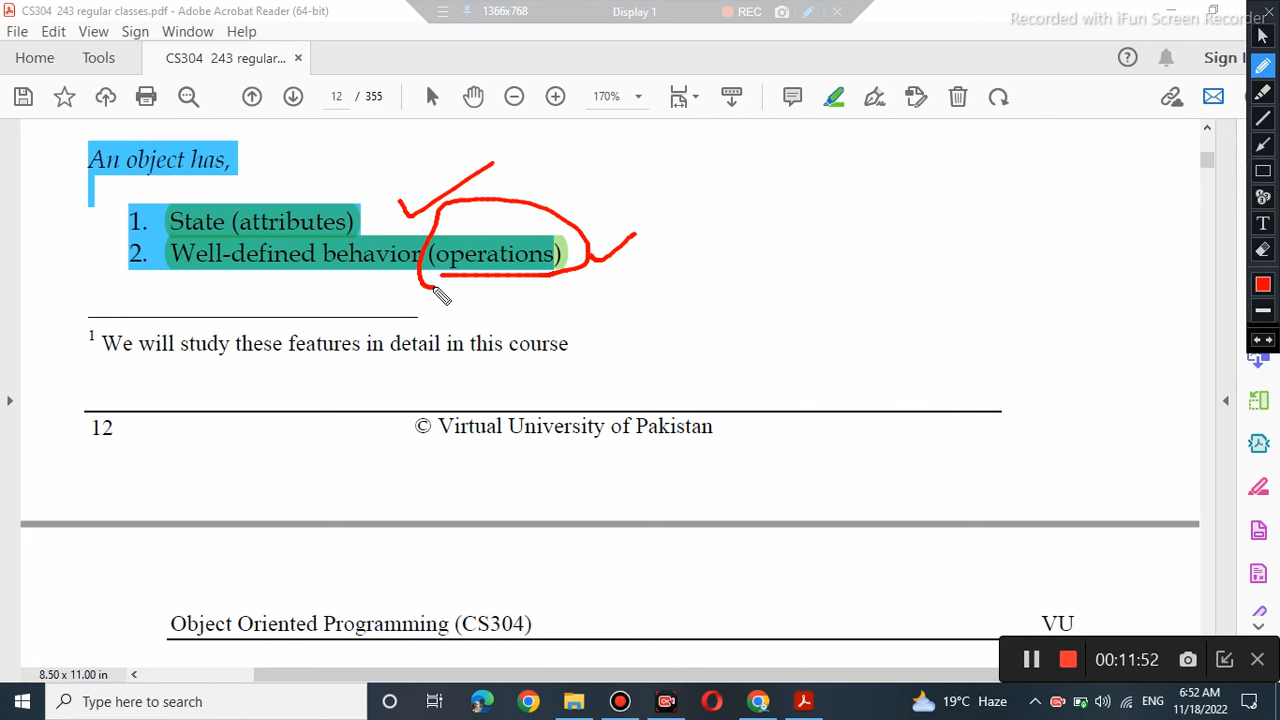 CS304 243 regular classes.pdf - Adobe Acrobat Reader (64-bit)
1366x768
Display 1
REC
Recorded with iFun Screen Recorder
File Edit View Sign Window Help
Home Tools CS304 243 regular... × Sign I
12 / 355 170%
An object has,
1. State (attributes)
2. Well-defined behavior (operations)
1 We will study these features in detail in this course
12 © Virtual University of Pakistan
Object Oriented Programming (CS304) VU
8.50 x 11.00 in
00:11:52
Type here to search
19°C Haze
ENG
6:52 AM
11/18/2022